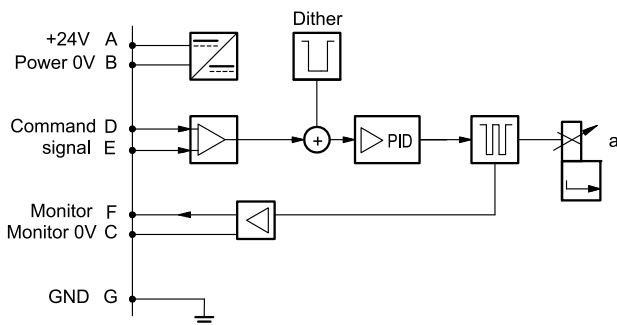 Dither
+24V A
Power 0V B
Command D
signal E
+
PID
a
Monitor F
Monitor 0V C
GND G